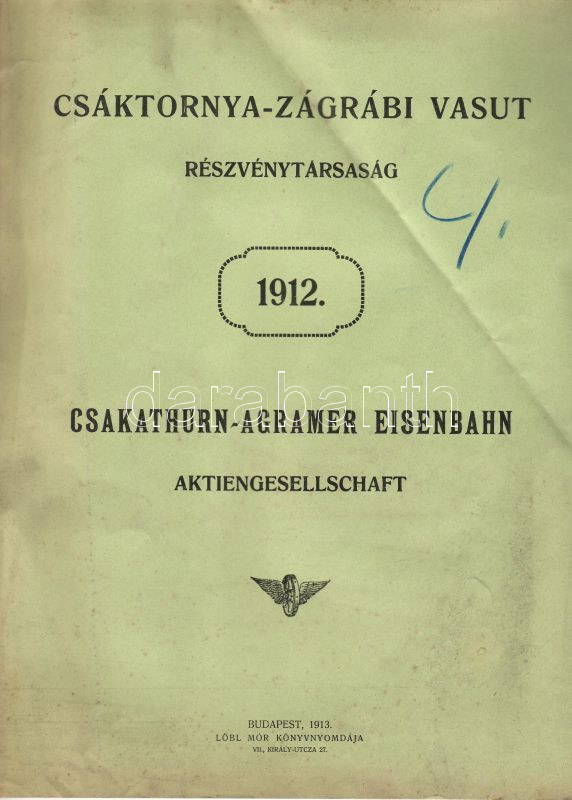 CSÁKTORNYA-ZÁGRÁBI VASUT
RÉSZVÉNYTÁRSASÁG
4.
1912.
darabanth
CSAKATHURN-AGRAMER EISENBAHN
AKTIENGESELLSCHAFT
BUDAPEST, 1913.
LÖBL MÓR KÖNYVNYOMDÁJA
VII., KIRÁLY-UTCZA 27.